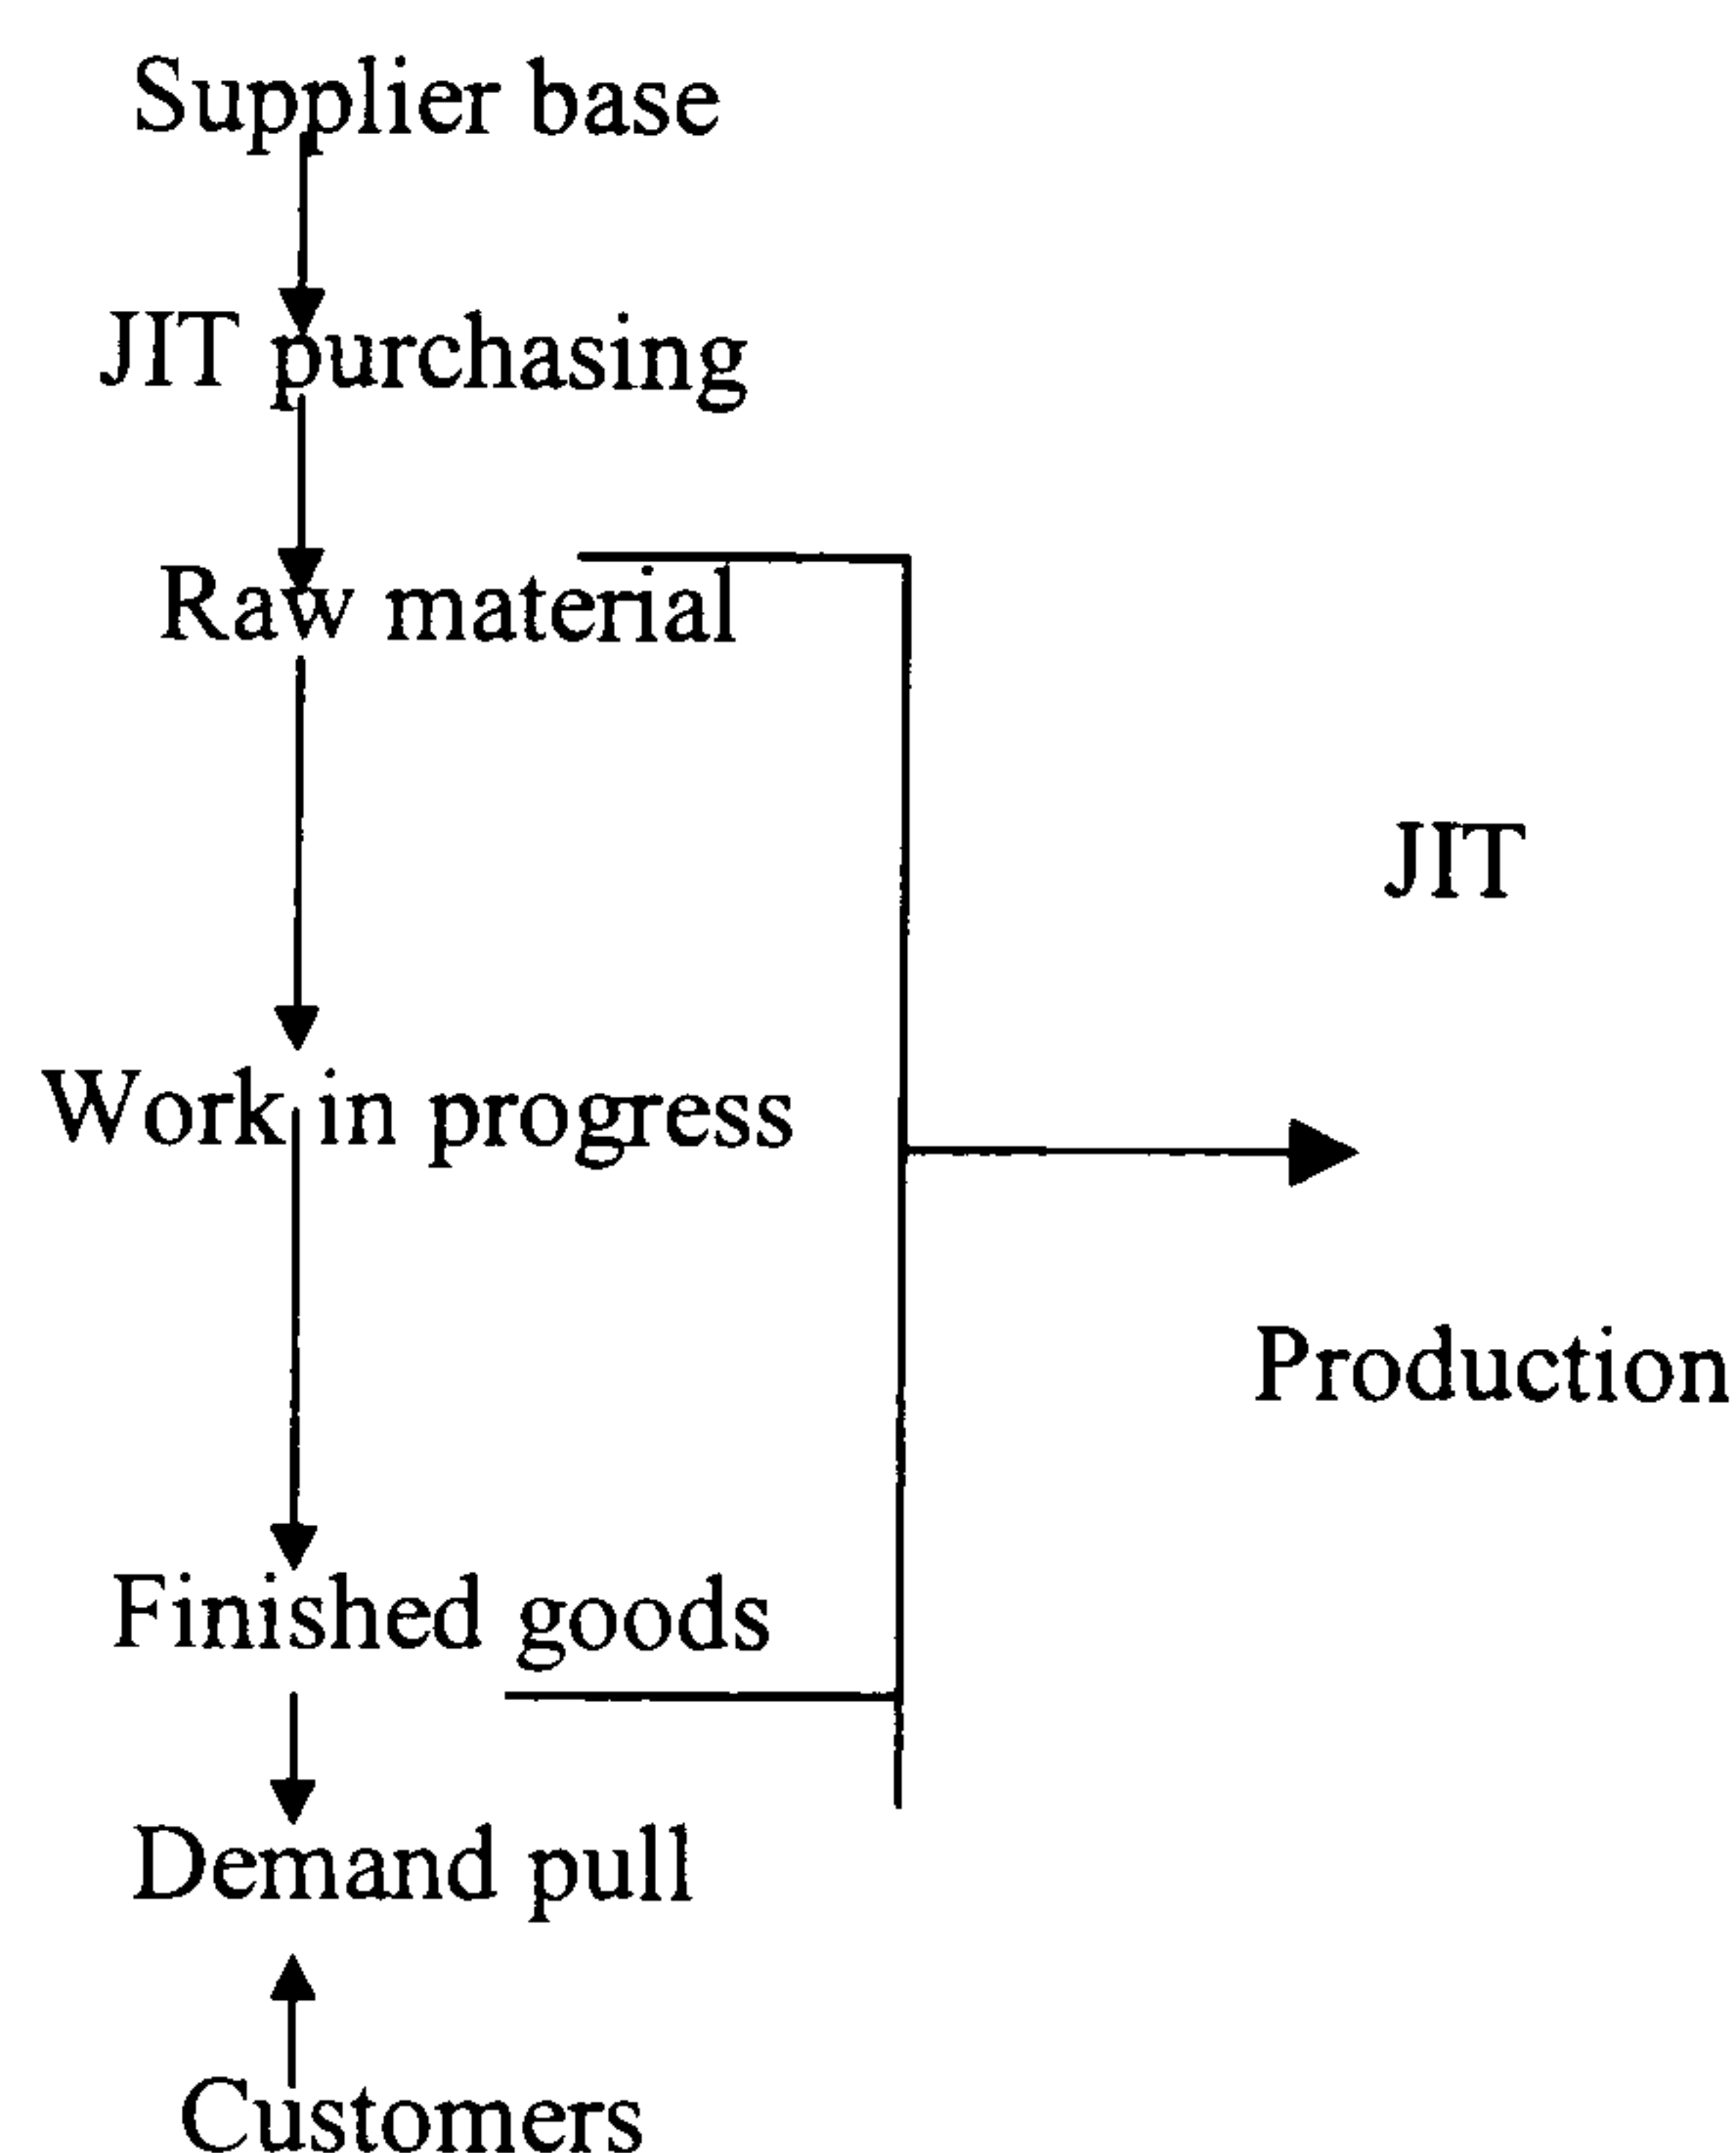 Supplier base
JIT purchasing
Raw material
JIT
Work in progress
Production
Finished goods
Demand pull
Customers